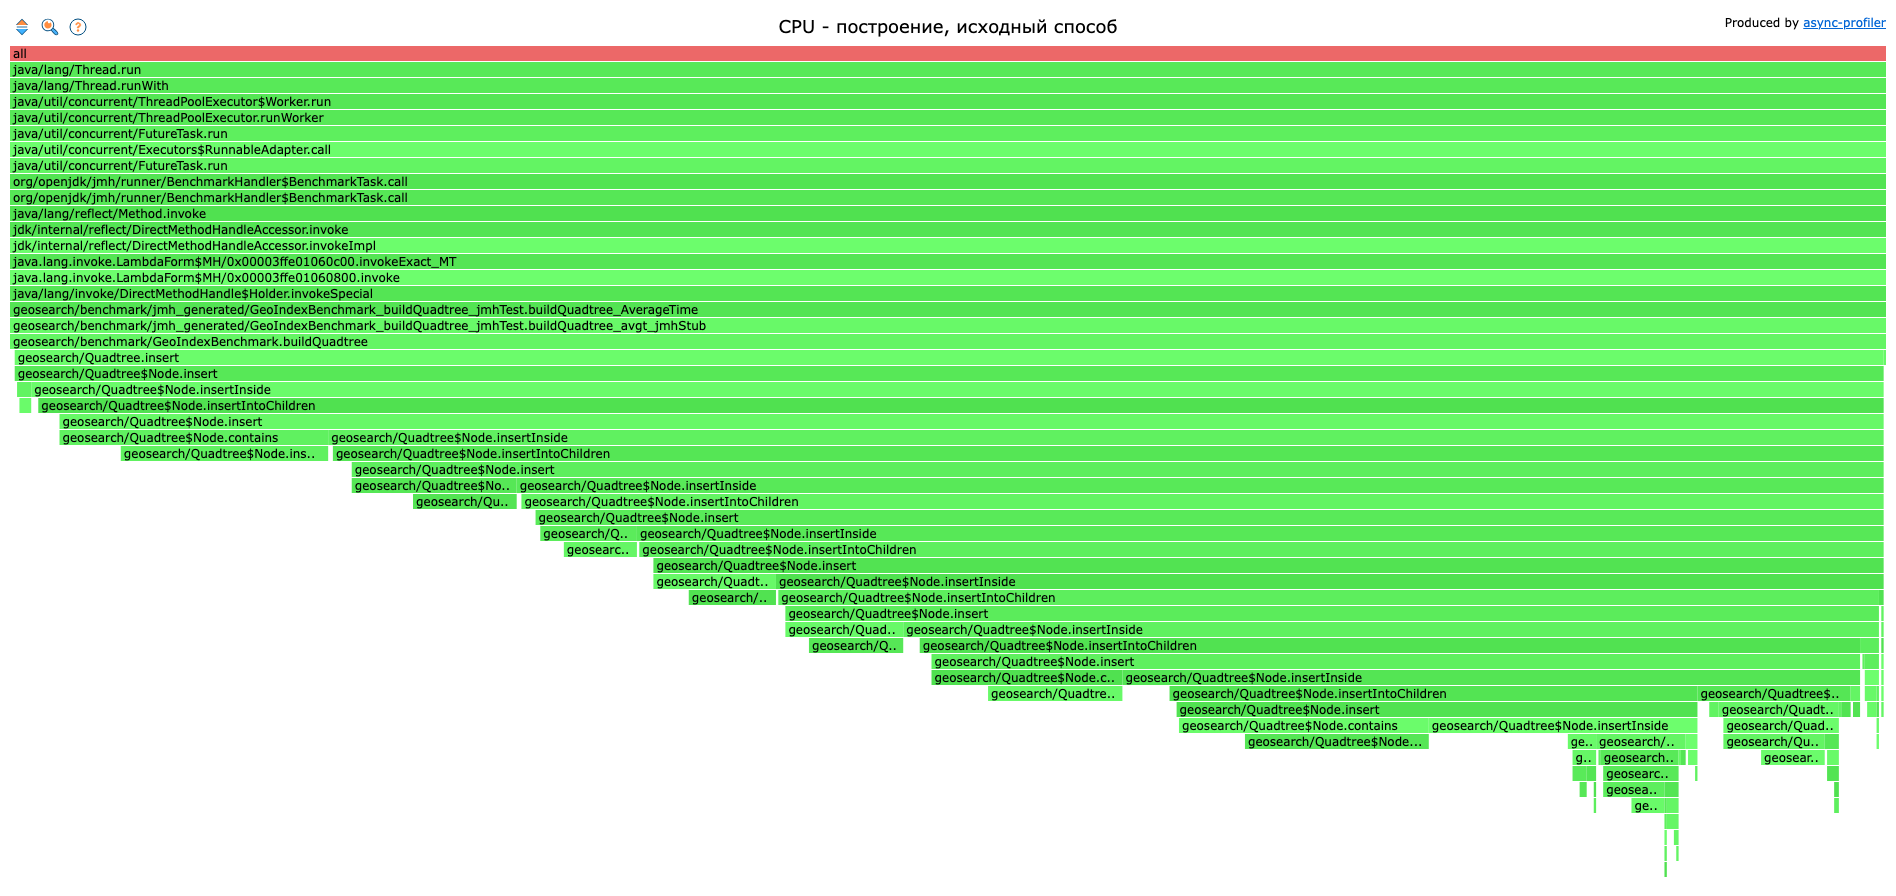 CPU - построение, исходный способ
Produced by async-profiler
all
java/lang/Thread.run
java/lang/Thread.runWith
java/util/concurrent/ThreadPoolExecutor$Worker.run
java/util/concurrent/ThreadPoolExecutor.runWorker
java/util/concurrent/FutureTask.run
java/util/concurrent/Executors$RunnableAdapter.call
java/util/concurrent/FutureTask.run
org/openjdk/jmh/runner/BenchmarkHandler$BenchmarkTask.call
org/openjdk/jmh/runner/BenchmarkHandler$BenchmarkTask.call
java/lang/reflect/Method.invoke
jdk/internal/reflect/DirectMethodHandleAccessor.invoke
jdk/internal/reflect/DirectMethodHandleAccessor.invokeImpl
java.lang.invoke.LambdaForm$MH/0x00003ffe01060c00.invokeExact_MT
java.lang.invoke.LambdaForm$MH/0x00003ffe01060800.invoke
java/lang/invoke/DirectMethodHandle$Holder.invokeSpecial
geosearch/benchmark/jmh_generated/GeoIndexBenchmark_buildQuadtree_jmhTest.buildQuadtree_AverageTime
geosearch/benchmark/jmh_generated/GeoIndexBenchmark_buildQuadtree_jmhTest.buildQuadtree_avgt_jmhStub
geosearch/benchmark/GeoIndexBenchmark.buildQuadtree
geosearch/Quadtree.insert
geosearch/Quadtree$Node.insert
geosearch/Quadtree$Node.insertInside
geosearch/Quadtree$Node.insertIntoChildren
geosearch/Quadtree$Node.insert
geosearch/Quadtree$Node.contains geosearch/Quadtree$Node.insertInside
geosearch/Quadtree$Node.ins.. geosearch/Quadtree$Node.insertIntoChildren
geosearch/Quadtree$Node.insert
geosearch/Quadtree$No.. geosearch/Quadtree$Node.insertInside
geosearch/Qu.. geosearch/Quadtree$Node.insertIntoChildren
geosearch/Quadtree$Node.insert
geosearch/Q.. geosearch/Quadtree$Node.insertInside
geosearc.. geosearch/Quadtree$Node.insertIntoChildren
geosearch/Quadtree$Node.insert
geosearch/Quadt.. geosearch/Quadtree$Node.insertInside
geosearch/.. geosearch/Quadtree$Node.insertIntoChildren
geosearch/Quadtree$Node.insert
geosearch/Quad.. geosearch/Quadtree$Node.insertInside
geosearch/Q.. geosearch/Quadtree$Node.insertIntoChildren
geosearch/Quadtree$Node.insert
geosearch/Quadtree$Node.c.. geosearch/Quadtree$Node.insertInside
geosearch/Quadtre.. geosearch/Quadtree$Node.insertIntoChildren geosearch/Quadtree$..
geosearch/Quadtree$Node.insert geosearch/Quadt..
geosearch/Quadtree$Node.contains geosearch/Quadtree$Node.insertInside geosearch/Quad..
geosearch/Quadtree$Node... ge.. geosearch/.. geosearch/Qu..
g.. geosearch.. geosear..
geosearc..
geosea..
ge..